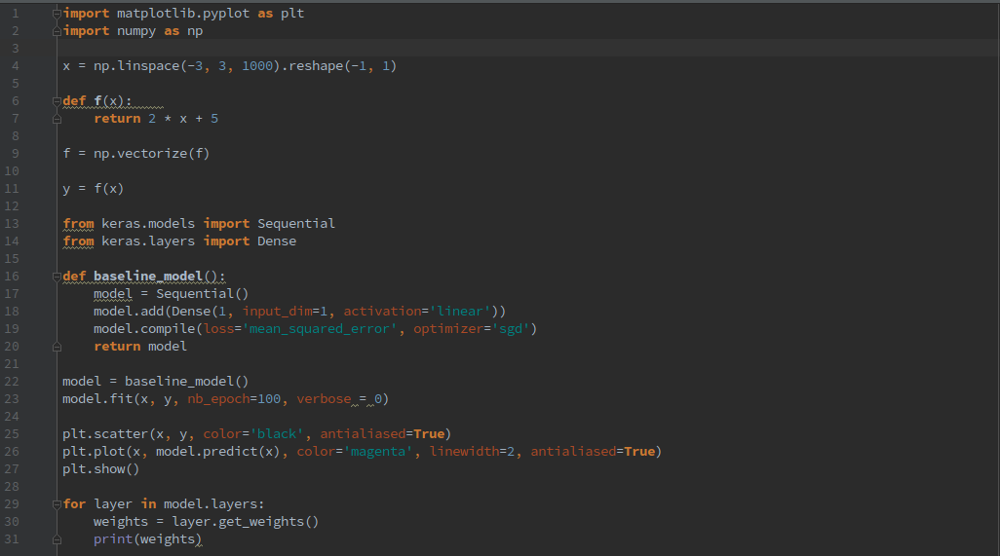 1 import matplotlib.pyplot as plt
2 import numpy as np
3
4 x = np.linspace(-3, 3, 1000).reshape(-1, 1)
5
6 def f(x):
7     return 2 * x + 5
8
9 f = np.vectorize(f)
10
11 y = f(x)
12
13 from keras.models import Sequential
14 from keras.layers import Dense
15
16 def baseline_model():
17     model = Sequential()
18     model.add(Dense(1, input_dim=1, activation='linear'))
19     model.compile(loss='mean_squared_error', optimizer='sgd')
20     return model
21
22 model = baseline_model()
23 model.fit(x, y, nb_epoch=100, verbose = 0)
24
25 plt.scatter(x, y, color='black', antialiased=True)
26 plt.plot(x, model.predict(x), color='magenta', linewidth=2, antialiased=True)
27 plt.show()
28
29 for layer in model.layers:
30     weights = layer.get_weights()
31     print(weights)